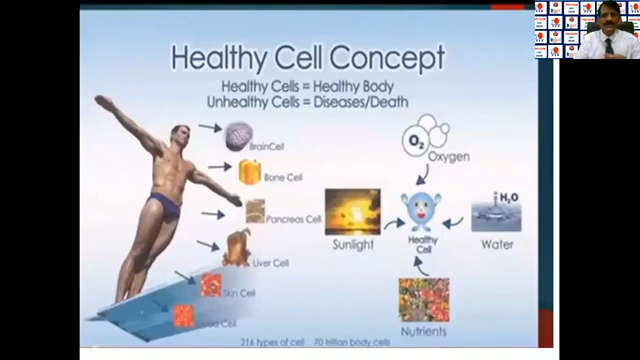 Healthy Cell Concept
Healthy Cells = Healthy Body
Unhealthy Cells = Diseases/Death
BrainCell
Bone Cell
Pancreas Cell
Liver Cell
Skin Cell
Cell
O2
Oxygen
Sunlight
Healthy
Cell
H2O
Water
Nutrients
216 types of cell 70 trillion body cells